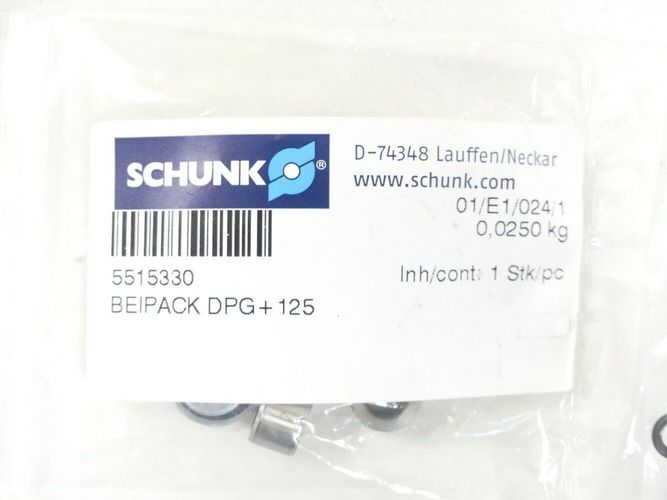 SCHUNK ®
D-74348 Lauffen/Neckar
www.schunk.com
01/E1/024/1
0,0250 kg
5515330
Inh/cont: 1 Stk/pc
BEIPACK DPG+125